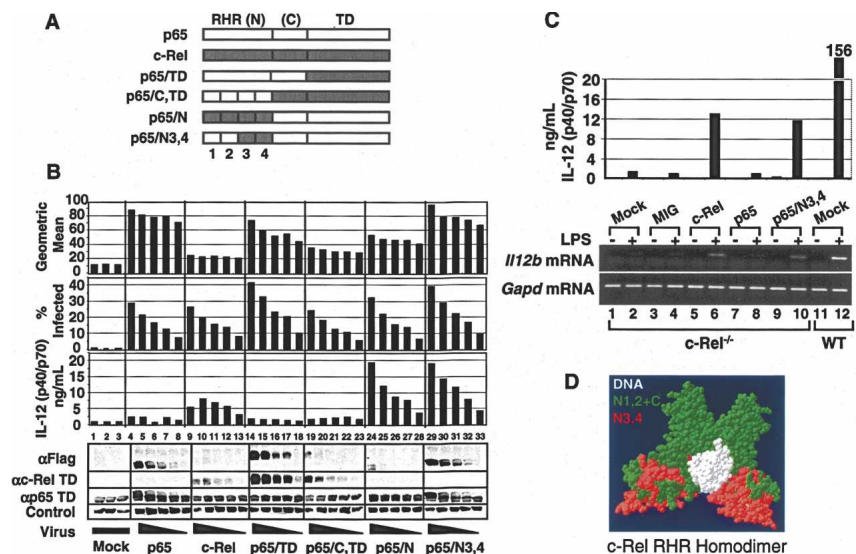 A
RHR (N) (C) TD
p65
c-Rel
p65/TD
p65/C,TD
p65/N
p65/N3,4
1 2 3 4
B
Geometric Mean
100
80
60
40
20
0
% Infected
50
40
30
20
10
0
IL-12 (p40/p70) ng/mL
20
15
10
5
0
1 2 3 4 5 6 7 8 9 10 11 12 13 14 15 16 17 18 19 20 21 22 23 24 25 26 27 28 29 30 31 32 33
αFlag
αc-Rel TD
αp65 TD
Control
Virus
Mock p65 c-Rel p65/TD p65/C,TD p65/N p65/N3,4
C
156
ng/mL
IL-12 (p40/p70)
20
16
12
8
4
0
Mock MIG c-Rel p65 p65/N3,4 Mock
LPS - + - + - + - + - + - +
Il12b mRNA
Gapd mRNA
1 2 3 4 5 6 7 8 9 10 11 12
c-Rel-/- WT
D
DNA
N1,2+C
N3,4
c-Rel RHR Homodimer